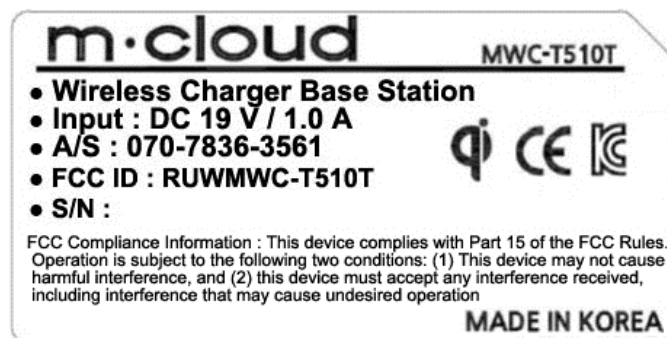 m·cloud MWC-T510T
● Wireless Charger Base Station
● Input : DC 19 V / 1.0 A
● A/S : 070-7836-3561
● FCC ID : RUWMWC-T510T
● S/N :
qi CE KC
FCC Compliance Information : This device complies with Part 15 of the FCC Rules.
Operation is subject to the following two conditions: (1) This device may not cause
harmful interference, and (2) this device must accept any interference received,
including interference that may cause undesired operation
MADE IN KOREA